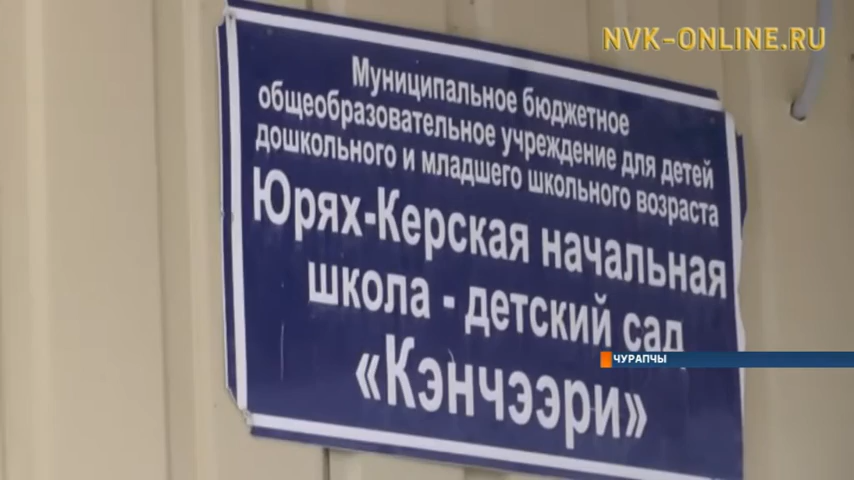 NVK-ONLINE.RU
Муниципальное бюджетное
общеобразовательное учреждение для детей
дошкольного и младшего школьного возраста
Юрях-Керская начальная
школа - детский сад
«Кэнчээри»
ЧУРАПЧЫ